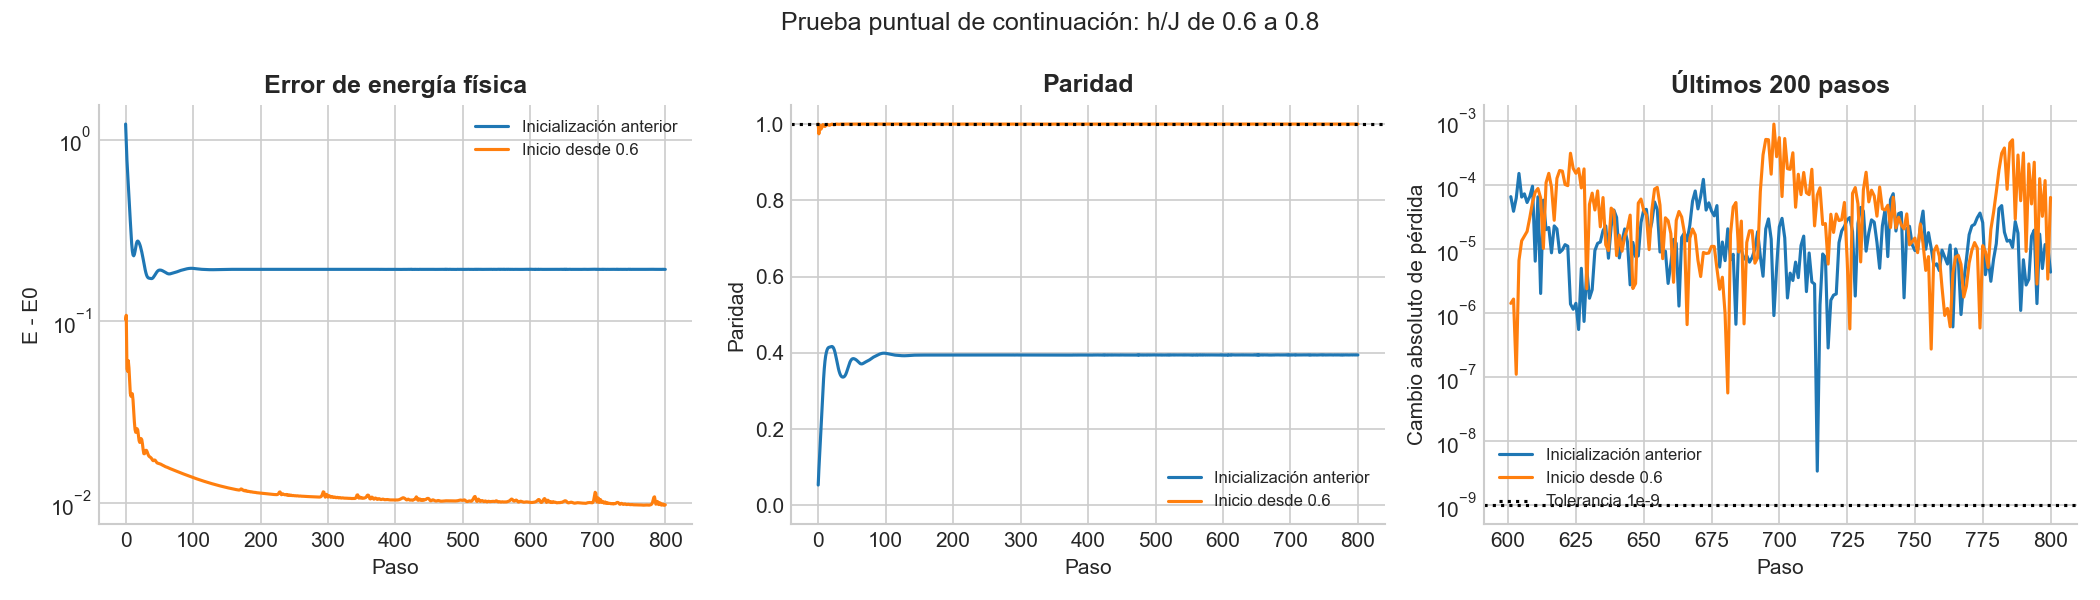 Prueba puntual de continuación: h/J de 0.6 a 0.8
Error de energía física
E - E0
10^0
10^-1
10^-2
Inicialización anterior
Inicio desde 0.6
0 100 200 300 400 500 600 700 800
Paso
Paridad
Paridad
1.0
0.8
0.6
0.4
0.2
0.0
Inicialización anterior
Inicio desde 0.6
0 100 200 300 400 500 600 700 800
Paso
Últimos 200 pasos
Cambio absoluto de pérdida
10^-3
10^-4
10^-5
10^-6
10^-7
10^-8
10^-9
Inicialización anterior
Inicio desde 0.6
Tolerancia 1e-9
600 625 650 675 700 725 750 775 800
Paso